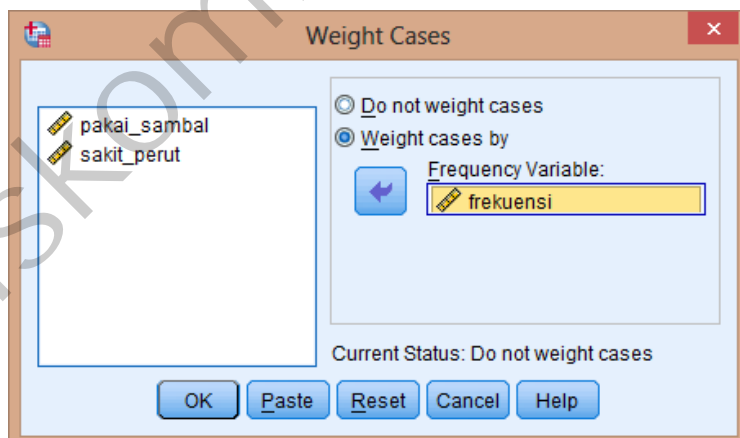 Weight Cases
pakai_sambal
sakit_perut
Do not weight cases
Weight cases by
Frequency Variable:
frekuensi
Current Status: Do not weight cases
OK Paste Reset Cancel Help